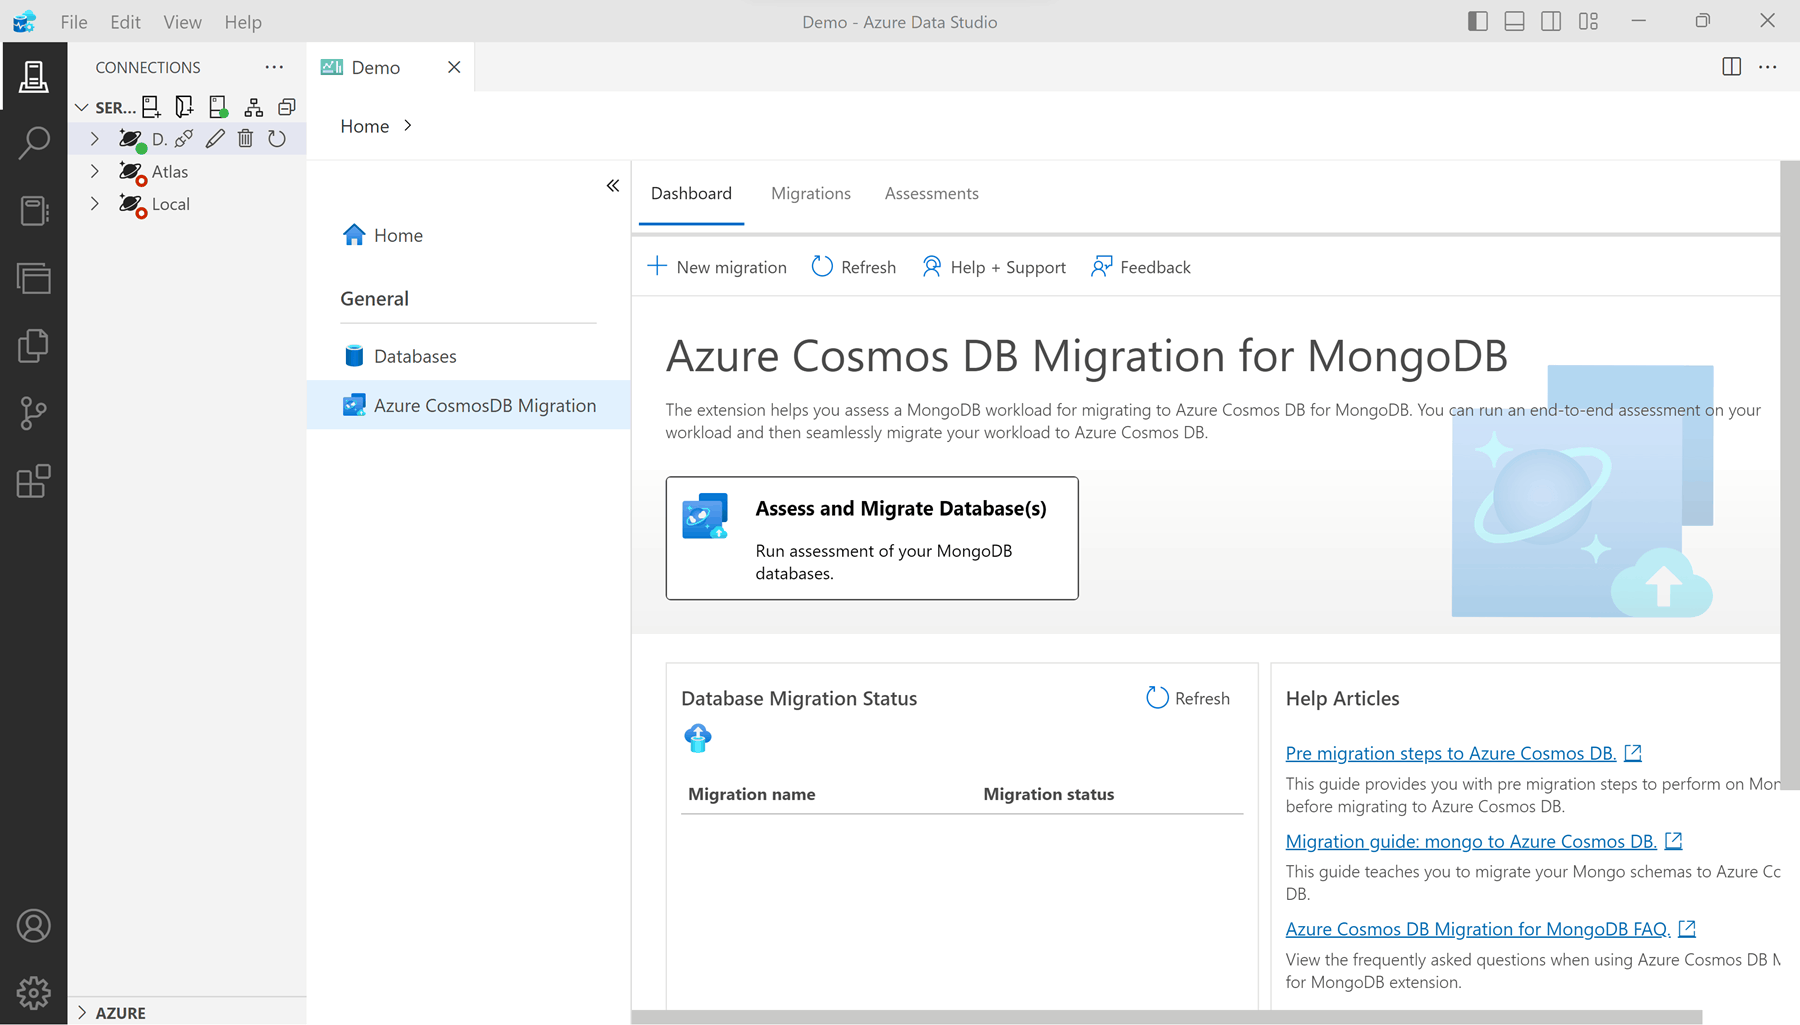 File Edit View Help
Demo - Azure Data Studio
CONNECTIONS
SER...
D.
Atlas
Local
AZURE
Demo
Home
Home
General
Databases
Azure CosmosDB Migration
Dashboard Migrations Assessments
New migration Refresh Help + Support Feedback
Azure Cosmos DB Migration for MongoDB
The extension helps you assess a MongoDB workload for migrating to Azure Cosmos DB for MongoDB. You can run an end-to-end assessment on your
workload and then seamlessly migrate your workload to Azure Cosmos DB.
Assess and Migrate Database(s)
Run assessment of your MongoDB
databases.
Database Migration Status
Refresh
Migration name Migration status
Help Articles
Pre migration steps to Azure Cosmos DB.
This guide provides you with pre migration steps to perform on Mon
before migrating to Azure Cosmos DB.
Migration guide: mongo to Azure Cosmos DB.
This guide teaches you to migrate your Mongo schemas to Azure Cc
DB.
Azure Cosmos DB Migration for MongoDB FAQ.
View the frequently asked questions when using Azure Cosmos DB M
for MongoDB extension.